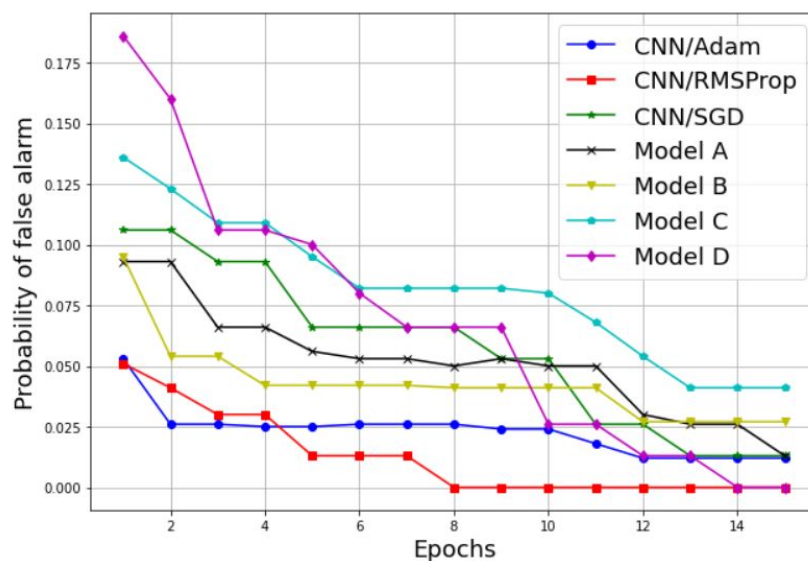 Probability of false alarm
0.175
0.150
0.125
0.100
0.075
0.050
0.025
0.000
2 4 6 8 10 12 14
Epochs
CNN/Adam
CNN/RMSProp
CNN/SGD
Model A
Model B
Model C
Model D